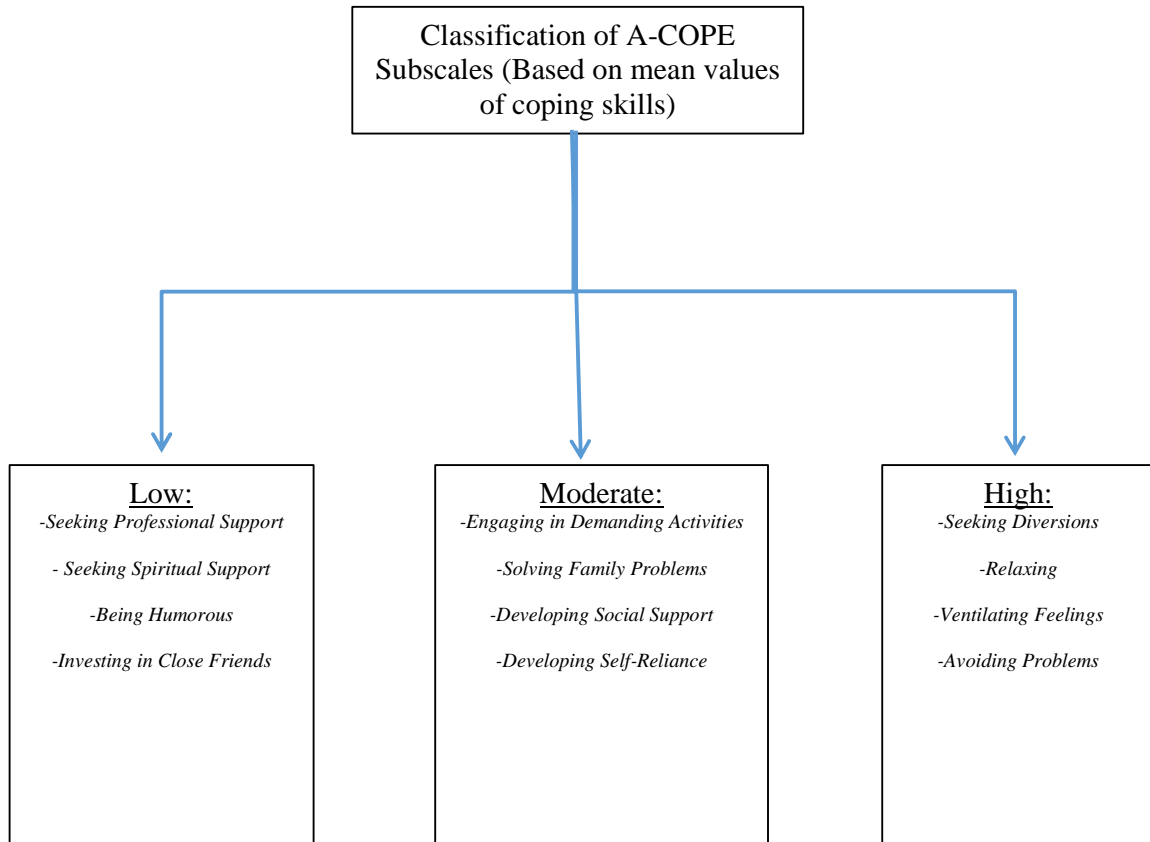 Classification of A-COPE
Subscales (Based on mean values
of coping skills)
Low:
-Seeking Professional Support
- Seeking Spiritual Support
-Being Humorous
-Investing in Close Friends
Moderate:
-Engaging in Demanding Activities
-Solving Family Problems
-Developing Social Support
-Developing Self-Reliance
High:
-Seeking Diversions
-Relaxing
-Ventilating Feelings
-Avoiding Problems